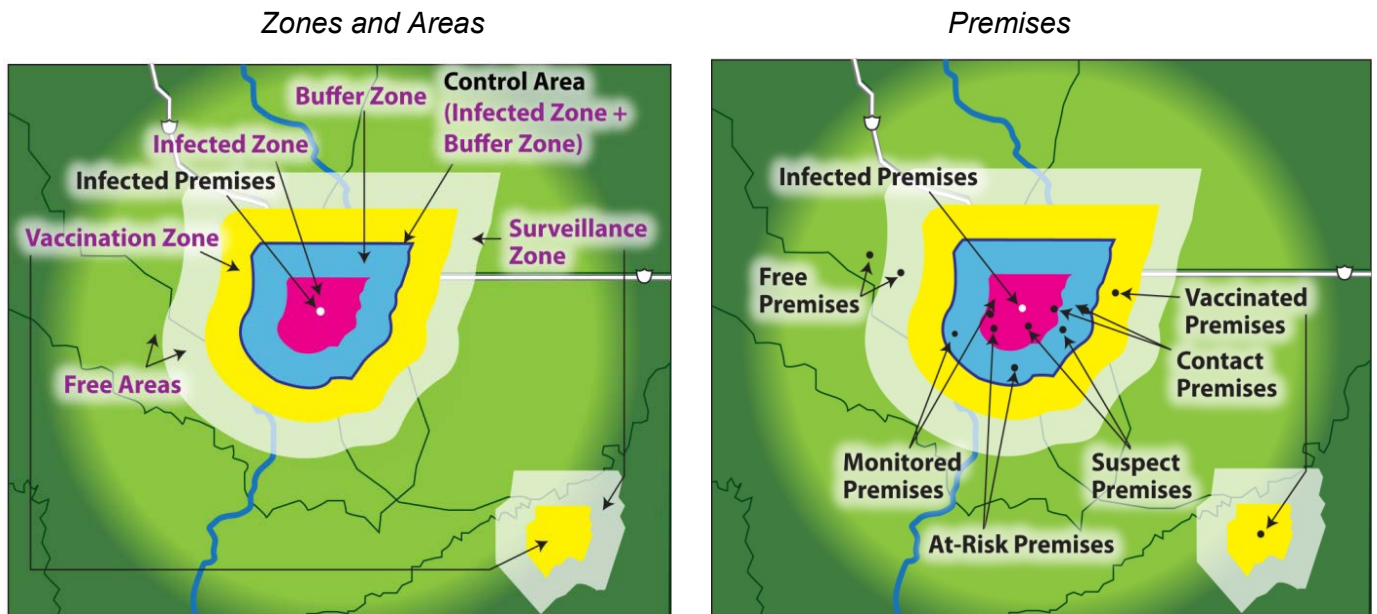 Zones and Areas
Premises
Buffer Zone
Control Area
(Infected Zone +
Buffer Zone)
Infected Zone
Infected Premises
Vaccination Zone
Surveillance
Zone
Free Areas
Infected Premises
Free
Premises
Vaccinated
Premises
Contact
Premises
Monitored
Premises
Suspect
Premises
At-Risk Premises